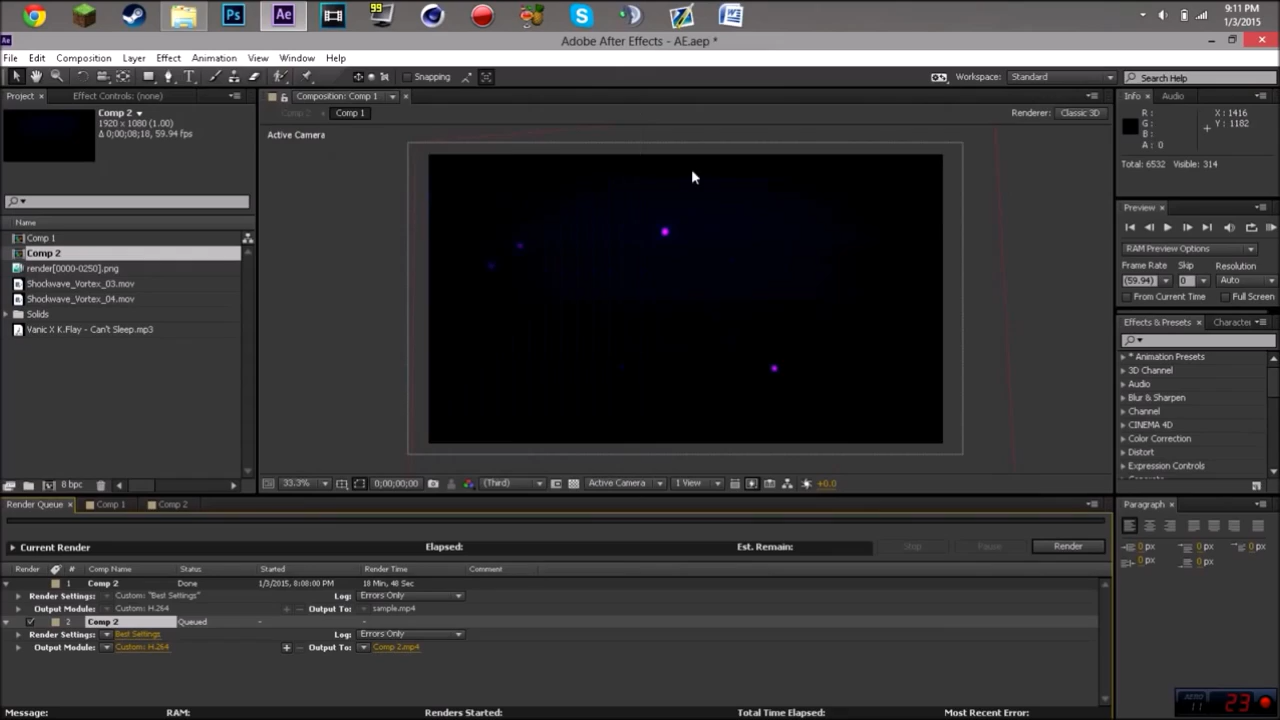 99
9:11 PM
1/3/2015
Ps
Ae
Adobe After Effects - AE.aep *
Ae
File Edit Composition Layer Effect Animation View Window Help
Snapping
Workspace: Standard
Search Help
Project Effect Controls: (none)
Composition: Comp 1
Info Audio
Comp 2
1920 x 1080 (1.00)
Δ 0;00;08;18, 59.94 fps
Comp 2 Comp 1
Renderer: Classic 3D
Active Camera
R:
G:
B:
A: 0
X: 1416
Y: 1182
Total: 6532 Visible: 314
Name
Comp 1
Comp 2
render[0000-0250].png
Shockwave_Vortex_03.mov
Shockwave_Vortex_04.mov
Solids
Vanic X K.Flay - Can't Sleep.mp3
Preview
RAM Preview Options
Frame Rate Skip Resolution
(59.94) 0 Auto
From Current Time Full Screen
Effects & Presets Character
* Animation Presets
3D Channel
Audio
Blur & Sharpen
Channel
CINEMA 4D
Color Correction
Distort
Expression Controls
Generate
8 bpc
33.3% 0;00;00;00 (Third) Active Camera 1 View +0.0
Render Queue Comp 1 Comp 2
Current Render Elapsed: Est. Remain: Stop Pause Render
Render # Comp Name Status Started Render Time Comment
1 Comp 2 Done 1/3/2015, 8:08:00 PM 18 Min, 48 Sec
Render Settings: Custom: "Best Settings" Log: Errors Only
Output Module: Custom: H.264 Output To: sample.mp4
2 Comp 2 Queued - -
Render Settings: Best Settings Log: Errors Only
Output Module: Custom: H.264 Output To: Comp 2.mp4
Paragraph
0 px 0 px 0 px
0 px 0 px
Message: RAM: Renders Started: Total Time Elapsed: Most Recent Error:
AERO
11
23